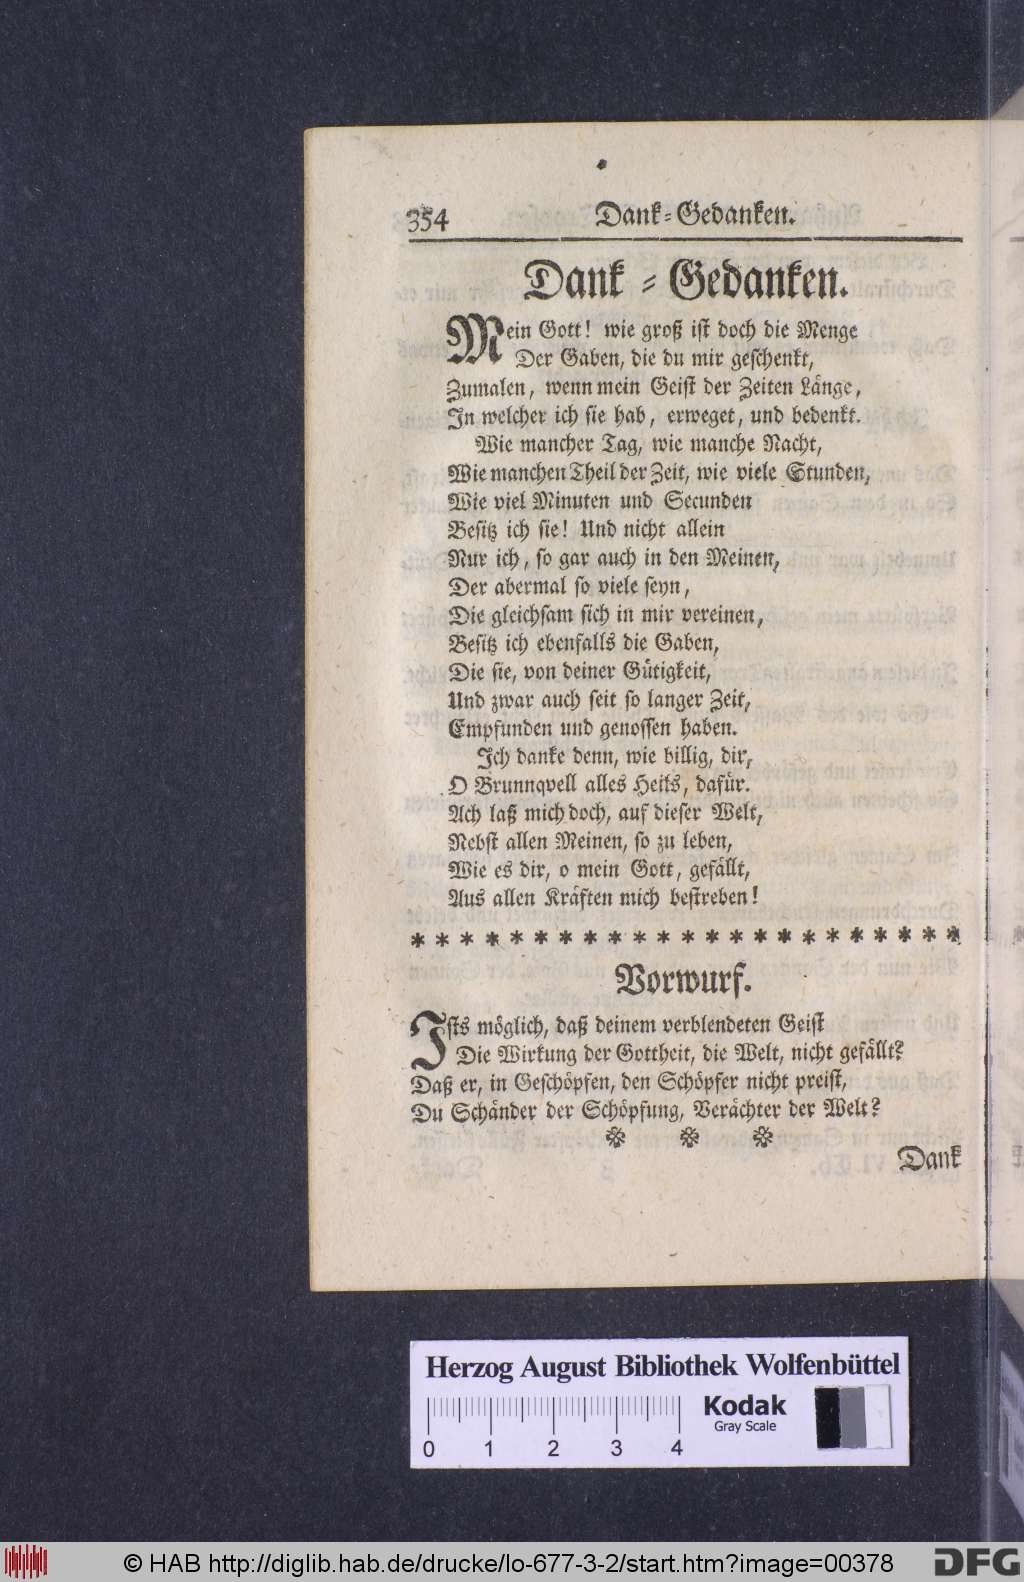 354 Dank-Gedanken.
Dank-Gedanken.
Mein Gott! wie groß ist doch die Menge
Der Gaben, die du mir geschenkt,
Zumalen, wenn mein Geist der Zeiten Länge,
In welcher ich sie hab, erweget, und bedenkt.
Wie mancher Tag, wie manche Nacht,
Wie manchen Theil der Zeit, wie viele Stunden,
Wie viel Minuten und Secunden
Besitz ich sie! Und nicht allein
Nur ich, so gar auch in den Meinen,
Der abermal so viele seyn,
Die gleichsam sich in mir vereinen,
Besitz ich ebenfalls die Gaben,
Die sie, von deiner Gütigkeit,
Und zwar auch seit so langer Zeit,
Empfunden und genossen haben.
Ich danke denn, wie billig, dir,
O Brunnqvell alles Heils, dafür.
Ach laß mich doch, auf dieser Welt,
Nebst allen Meinen, so zu leben,
Wie es dir, o mein Gott, gefällt,
Aus allen Kräften mich bestreben!
* * * * * * * * * * * * * * * * * * * * * * *
Vorwurf.
Ists möglich, daß deinem verblendeten Geist
Die Wirkung der Gottheit, die Welt, nicht gefällt?
Daß er, in Geschöpfen, den Schöpfer nicht preist,
Du Schänder der Schöpfung, Verächter der Welt?
* * *
Dank
Herzog August Bibliothek Wolfenbüttel
Kodak
Gray Scale
0 1 2 3 4
© HAB http://diglib.hab.de/drucke/lo-677-3-2/start.htm?image=00378
DFG